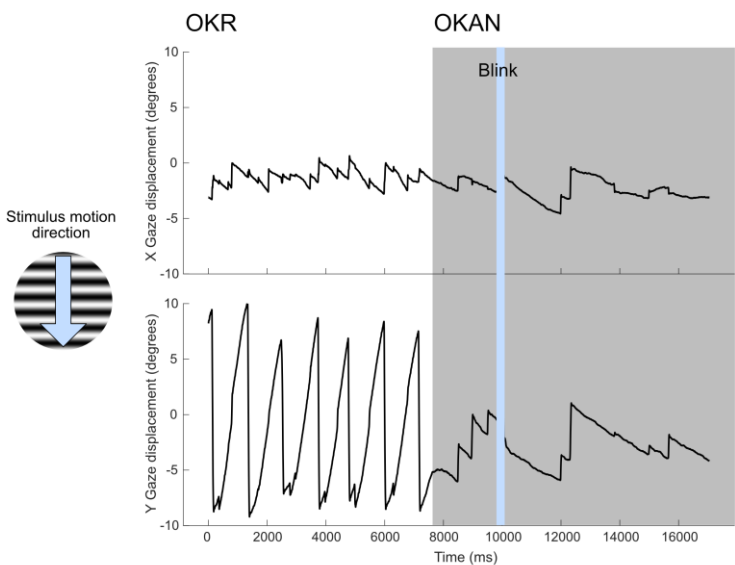 OKR
OKAN
10
5
0
-5
-10
X Gaze displacement (degrees)
Blink
Stimulus motion
direction
10
5
0
-5
-10
Y Gaze displacement (degrees)
0 2000 4000 6000 8000 10000 12000 14000 16000
Time (ms)